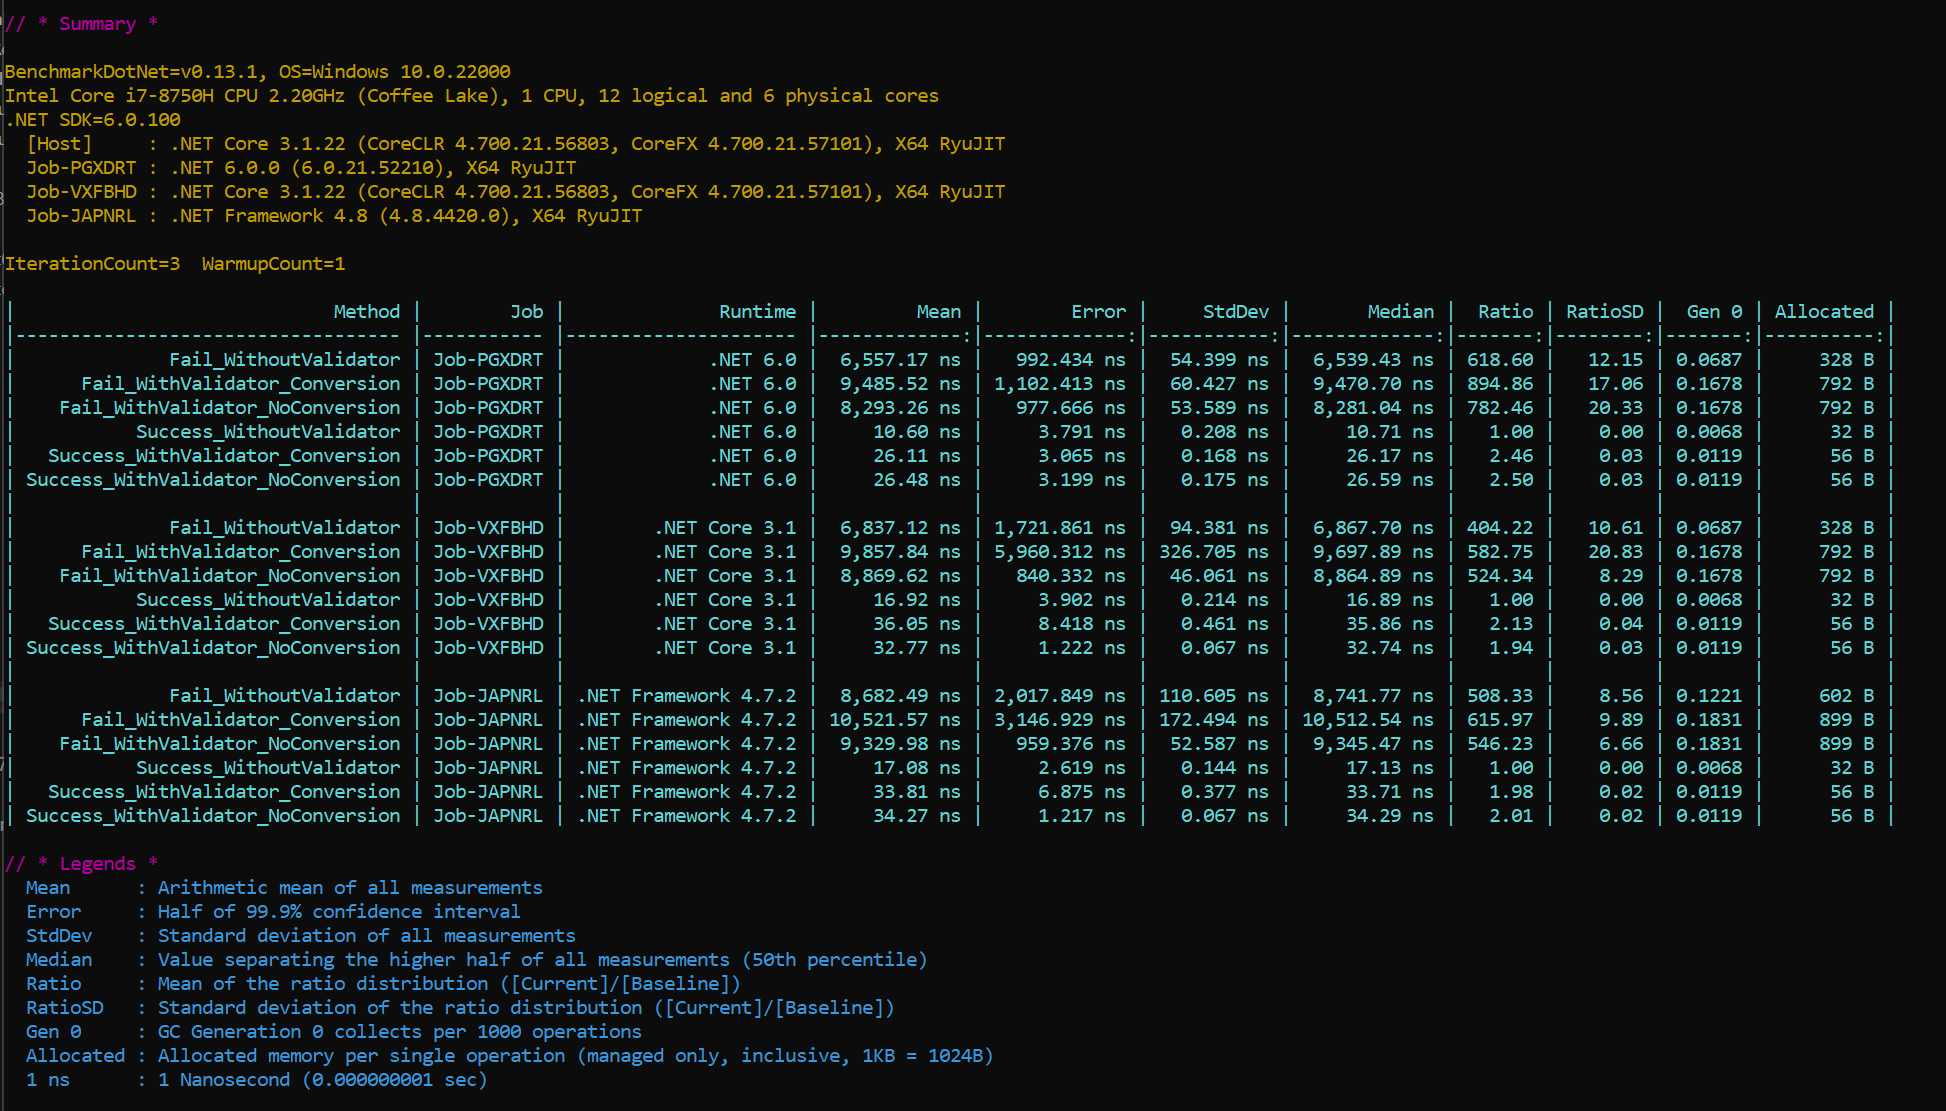 // * Summary *
BenchmarkDotNet=v0.13.1, OS=Windows 10.0.22000
Intel Core i7-8750H CPU 2.20GHz (Coffee Lake), 1 CPU, 12 logical and 6 physical cores
.NET SDK=6.0.100
  [Host]     : .NET Core 3.1.22 (CoreCLR 4.700.21.56803, CoreFX 4.700.21.57101), X64 RyuJIT
  Job-PGXDRT : .NET 6.0.0 (6.0.21.52210), X64 RyuJIT
  Job-VXFBHD : .NET Core 3.1.22 (CoreCLR 4.700.21.56803, CoreFX 4.700.21.57101), X64 RyuJIT
  Job-JAPNRL : .NET Framework 4.8 (4.8.4420.0), X64 RyuJIT
IterationCount=3  WarmupCount=1
| Method | Job | Runtime | Mean | Error | StdDev | Median | Ratio | RatioSD | Gen 0 | Allocated |
|----------------------------------- |----------- |--------------------- |-------------:|-------------:|-----------:|-------------:|-------:|--------:|-------:|----------:|
| Fail_WithoutValidator | Job-PGXDRT | .NET 6.0 | 6,557.17 ns | 992.434 ns | 54.399 ns | 6,539.43 ns | 618.60 | 12.15 | 0.0687 | 328 B |
| Fail_WithValidator_Conversion | Job-PGXDRT | .NET 6.0 | 9,485.52 ns | 1,102.413 ns | 60.427 ns | 9,470.70 ns | 894.86 | 17.06 | 0.1678 | 792 B |
| Fail_WithValidator_NoConversion | Job-PGXDRT | .NET 6.0 | 8,293.26 ns | 977.666 ns | 53.589 ns | 8,281.04 ns | 782.46 | 20.33 | 0.1678 | 792 B |
| Success_WithoutValidator | Job-PGXDRT | .NET 6.0 | 10.60 ns | 3.791 ns | 0.208 ns | 10.71 ns | 1.00 | 0.00 | 0.0068 | 32 B |
| Success_WithValidator_Conversion | Job-PGXDRT | .NET 6.0 | 26.11 ns | 3.065 ns | 0.168 ns | 26.17 ns | 2.46 | 0.03 | 0.0119 | 56 B |
| Success_WithValidator_NoConversion | Job-PGXDRT | .NET 6.0 | 26.48 ns | 3.199 ns | 0.175 ns | 26.59 ns | 2.50 | 0.03 | 0.0119 | 56 B |
| | | | | | | | | | | |
| Fail_WithoutValidator | Job-VXFBHD | .NET Core 3.1 | 6,837.12 ns | 1,721.861 ns | 94.381 ns | 6,867.70 ns | 404.22 | 10.61 | 0.0687 | 328 B |
| Fail_WithValidator_Conversion | Job-VXFBHD | .NET Core 3.1 | 9,857.84 ns | 5,960.312 ns | 326.705 ns | 9,697.89 ns | 582.75 | 20.83 | 0.1678 | 792 B |
| Fail_WithValidator_NoConversion | Job-VXFBHD | .NET Core 3.1 | 8,869.62 ns | 840.332 ns | 46.061 ns | 8,864.89 ns | 524.34 | 8.29 | 0.1678 | 792 B |
| Success_WithoutValidator | Job-VXFBHD | .NET Core 3.1 | 16.92 ns | 3.902 ns | 0.214 ns | 16.89 ns | 1.00 | 0.00 | 0.0068 | 32 B |
| Success_WithValidator_Conversion | Job-VXFBHD | .NET Core 3.1 | 36.05 ns | 8.418 ns | 0.461 ns | 35.86 ns | 2.13 | 0.04 | 0.0119 | 56 B |
| Success_WithValidator_NoConversion | Job-VXFBHD | .NET Core 3.1 | 32.77 ns | 1.222 ns | 0.067 ns | 32.74 ns | 1.94 | 0.03 | 0.0119 | 56 B |
| | | | | | | | | | | |
| Fail_WithoutValidator | Job-JAPNRL | .NET Framework 4.7.2 | 8,682.49 ns | 2,017.849 ns | 110.605 ns | 8,741.77 ns | 508.33 | 8.56 | 0.1221 | 602 B |
| Fail_WithValidator_Conversion | Job-JAPNRL | .NET Framework 4.7.2 | 10,521.57 ns | 3,146.929 ns | 172.494 ns | 10,512.54 ns | 615.97 | 9.89 | 0.1831 | 899 B |
| Fail_WithValidator_NoConversion | Job-JAPNRL | .NET Framework 4.7.2 | 9,329.98 ns | 959.376 ns | 52.587 ns | 9,345.47 ns | 546.23 | 6.66 | 0.1831 | 899 B |
| Success_WithoutValidator | Job-JAPNRL | .NET Framework 4.7.2 | 17.08 ns | 2.619 ns | 0.144 ns | 17.13 ns | 1.00 | 0.00 | 0.0068 | 32 B |
| Success_WithValidator_Conversion | Job-JAPNRL | .NET Framework 4.7.2 | 33.81 ns | 6.875 ns | 0.377 ns | 33.71 ns | 1.98 | 0.02 | 0.0119 | 56 B |
| Success_WithValidator_NoConversion | Job-JAPNRL | .NET Framework 4.7.2 | 34.27 ns | 1.217 ns | 0.067 ns | 34.29 ns | 2.01 | 0.02 | 0.0119 | 56 B |
// * Legends *
  Mean      : Arithmetic mean of all measurements
  Error     : Half of 99.9% confidence interval
  StdDev    : Standard deviation of all measurements
  Median    : Value separating the higher half of all measurements (50th percentile)
  Ratio     : Mean of the ratio distribution ([Current]/[Baseline])
  RatioSD   : Standard deviation of the ratio distribution ([Current]/[Baseline])
  Gen 0     : GC Generation 0 collects per 1000 operations
  Allocated : Allocated memory per single operation (managed only, inclusive, 1KB = 1024B)
  1 ns      : 1 Nanosecond (0.000000001 sec)